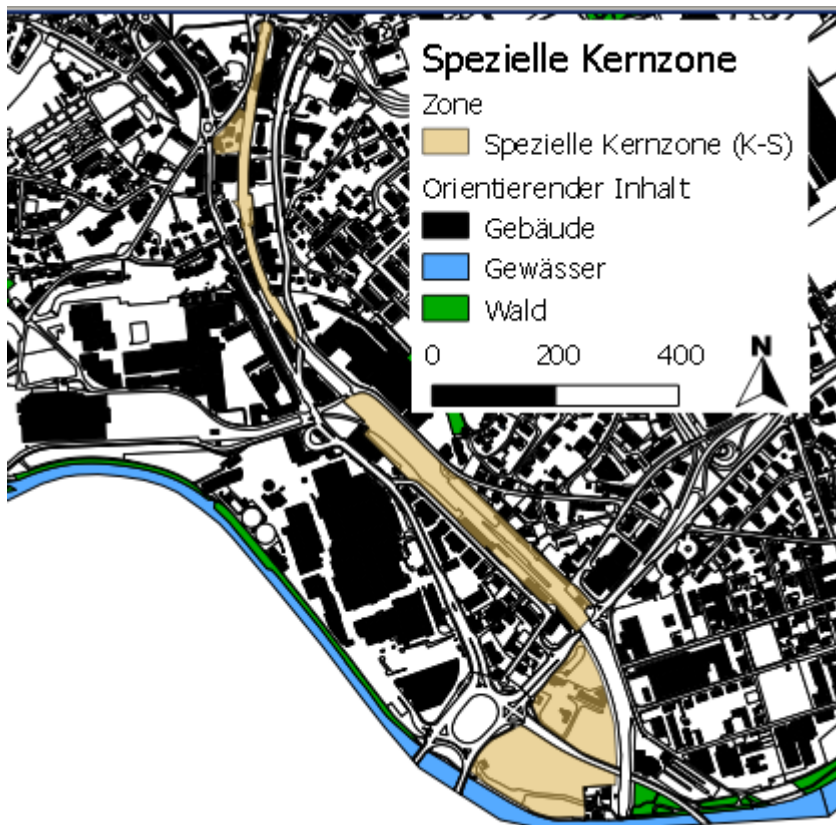 Spezielle Kernzone
Zone
Spezielle Kernzone (K-S)
Orientierender Inhalt
Gebäude
Gewässer
Wald
0 200 400 N